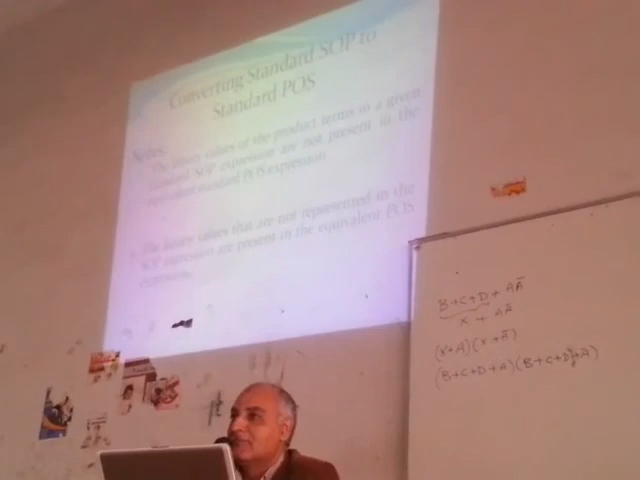 Converting Standard SOP to
Standard POS
Notes:
The binary values of the product terms in a given
standard SOP expression are not present in the
equivalent standard POS expression
The binary values that are not represented in the
SOP expression are present in the equivalent POS
expression
B+C+D + AĀ
x + AĀ
(x+A)(x+Ā)
(B+C+D+A)(B+C+D+Ā)